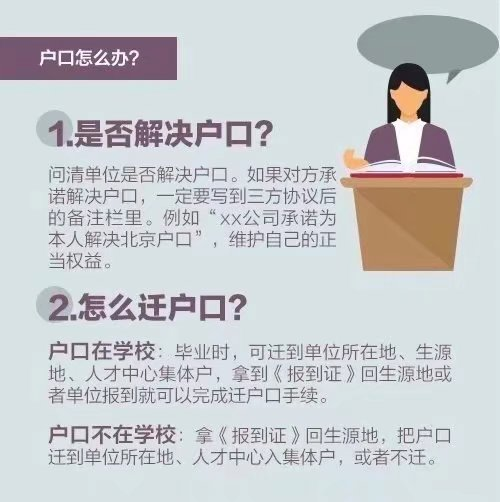 户口怎么办?
1.是否解决户口?
问清单位是否解决户口。如果对方承
诺解决户口，一定要写到三方协议后
的备注栏里。例如“xx公司承诺为
本人解决北京户口”，维护自己的正
当权益。
2.怎么迁户口?
户口在学校：毕业时，可迁到单位所在地、生源
地、人才中心集体户，拿到《报到证》回生源地或
者单位报到就可以完成迁户口手续。
户口不在学校：拿《报到证》回生源地，把户口
迁到单位所在地、人才中心入集体户，或者不迁。